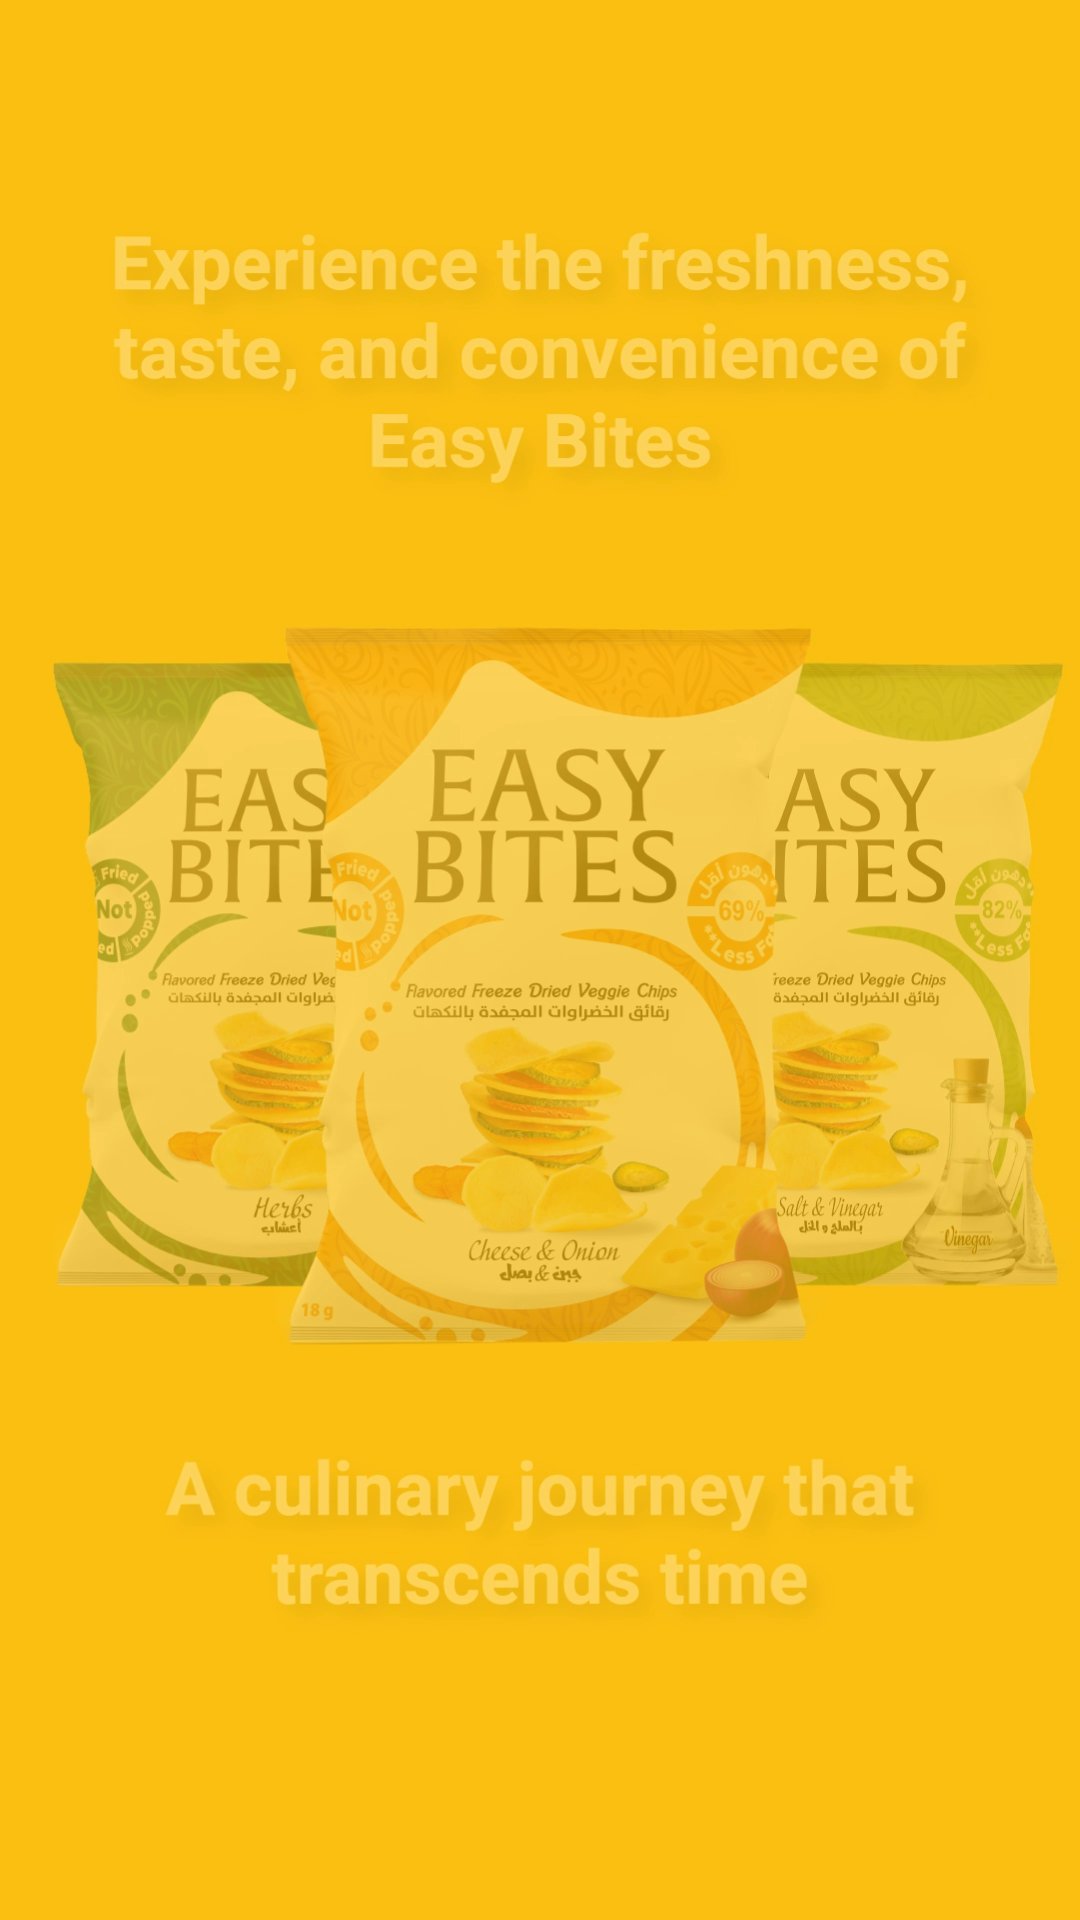 Experience the freshness,
taste, and convenience of
Easy Bites
EAS
BITE
Fried
Not
Popped
ed
Flavored Freeze Dried Veg
المجفدة بالنكهات
Herbs
أعشاب
EASY
BITES
Fried
Not
Popped
ed
دهون أقل
69%
**Less Fa
Flavored Freeze Dried Veggie Chips
رقائق الخضراوات المجفدة بالنكهات
Cheese & Onion
جبن & بصل
18 g
ASY
ITES
دهون أقل
82%
**Less Fa
reeze Dried Veggie Chips
رقائق الخضراوات المجفدة
Salt & Vinegar
بالملح و الخل
Vinegar
A culinary journey that
transcends time